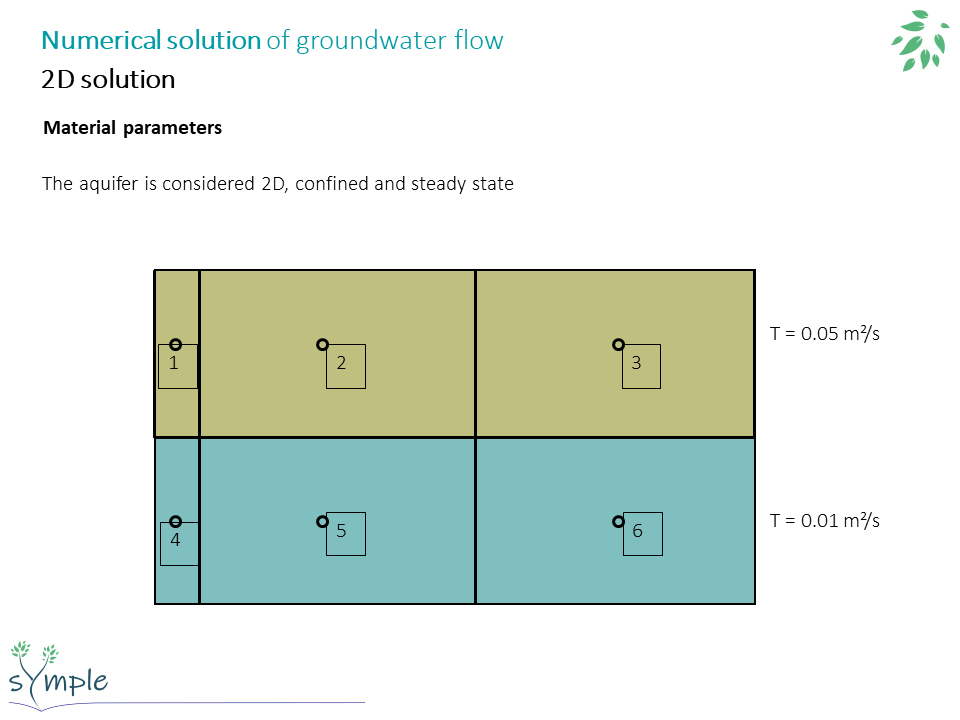 Numerical solution of groundwater flow
2D solution
Material parameters
The aquifer is considered 2D, confined and steady state
T = 0.05 m²/s
1
2
3
T = 0.01 m²/s
4
5
6
symple